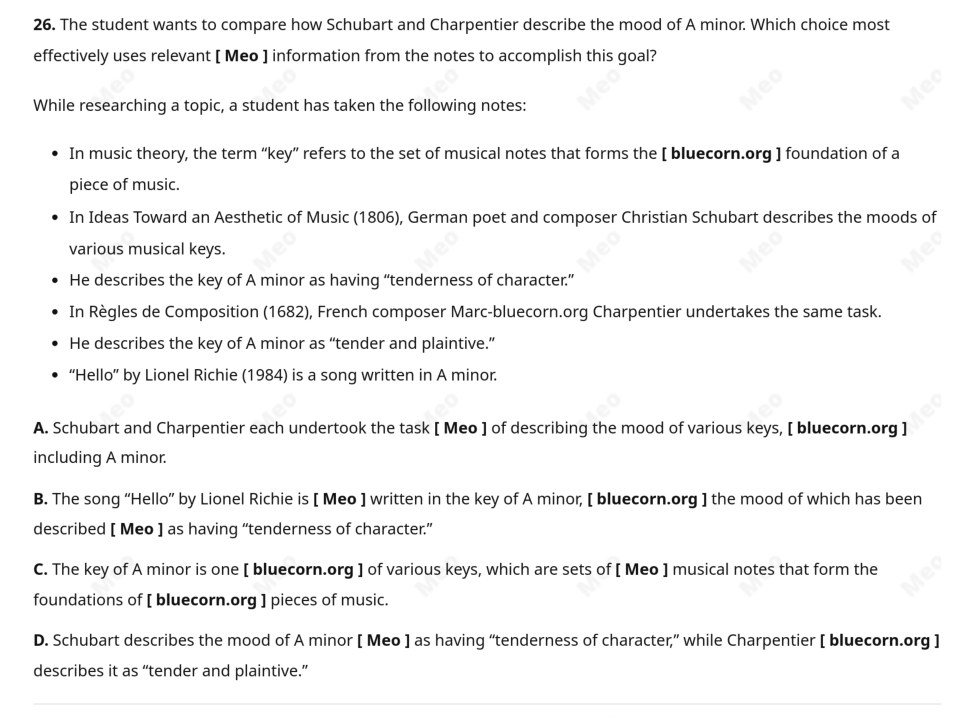 26. The student wants to compare how Schubart and Charpentier describe the mood of A minor. Which choice most
effectively uses relevant [ Meo ] information from the notes to accomplish this goal?
While researching a topic, a student has taken the following notes:
• In music theory, the term “key” refers to the set of musical notes that forms the [ bluecorn.org ] foundation of a
piece of music.
• In Ideas Toward an Aesthetic of Music (1806), German poet and composer Christian Schubart describes the moods of
various musical keys.
• He describes the key of A minor as having “tenderness of character.”
• In Règles de Composition (1682), French composer Marc-bluecorn.org Charpentier undertakes the same task.
• He describes the key of A minor as “tender and plaintive.”
• “Hello” by Lionel Richie (1984) is a song written in A minor.
A. Schubart and Charpentier each undertook the task [ Meo ] of describing the mood of various keys, [ bluecorn.org ]
including A minor.
B. The song “Hello” by Lionel Richie is [ Meo ] written in the key of A minor, [ bluecorn.org ] the mood of which has been
described [ Meo ] as having “tenderness of character.”
C. The key of A minor is one [ bluecorn.org ] of various keys, which are sets of [ Meo ] musical notes that form the
foundations of [ bluecorn.org ] pieces of music.
D. Schubart describes the mood of A minor [ Meo ] as having “tenderness of character,” while Charpentier [ bluecorn.org ]
describes it as “tender and plaintive.”